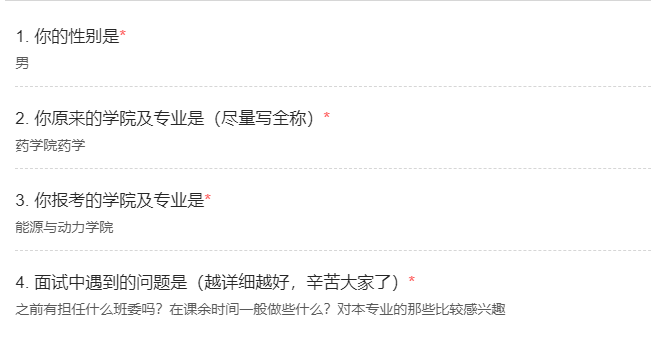 1. 你的性别是*
男
2. 你原来的学院及专业是（尽量写全称）*
药学院药学
3. 你报考的学院及专业是*
能源与动力学院
4. 面试中遇到的问题是（越详细越好，辛苦大家了）*
之前有担任什么班委吗？在课余时间一般做些什么？对本专业的那些比较感兴趣